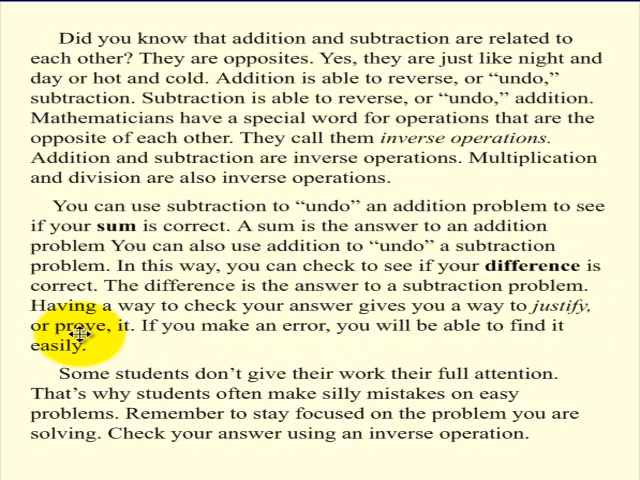 Did you know that addition and subtraction are related to
each other? They are opposites. Yes, they are just like night and
day or hot and cold. Addition is able to reverse, or “undo,”
subtraction. Subtraction is able to reverse, or “undo,” addition.
Mathematicians have a special word for operations that are the
opposite of each other. They call them inverse operations.
Addition and subtraction are inverse operations. Multiplication
and division are also inverse operations.
You can use subtraction to “undo” an addition problem to see
if your sum is correct. A sum is the answer to an addition
problem You can also use addition to “undo” a subtraction
problem. In this way, you can check to see if your difference is
correct. The difference is the answer to a subtraction problem.
Having a way to check your answer gives you a way to justify,
or prove, it. If you make an error, you will be able to find it
easily.
Some students don’t give their work their full attention.
That’s why students often make silly mistakes on easy
problems. Remember to stay focused on the problem you are
solving. Check your answer using an inverse operation.